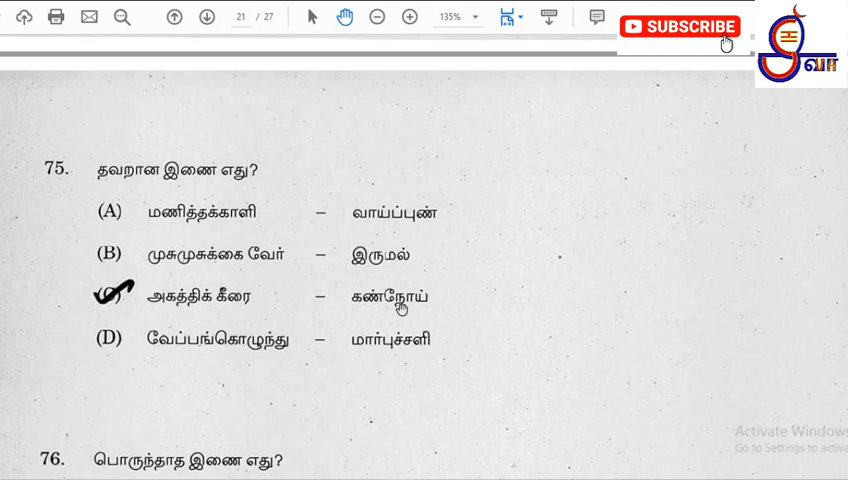 21 / 27
135%
SUBSCRIBE
வா
75. தவறான இணை எது?
(A) மணித்தக்காளி – வாய்ப்புண்
(B) முசுமுசுக்கை வேர் – இருமல்
(C) அகத்திக் கீரை – கண்நோய்
(D) வேப்பங்கொழுந்து – மார்புச்சளி
Activate Windows
Go to Settings to activa
76. பொருந்தாத இணை எது?